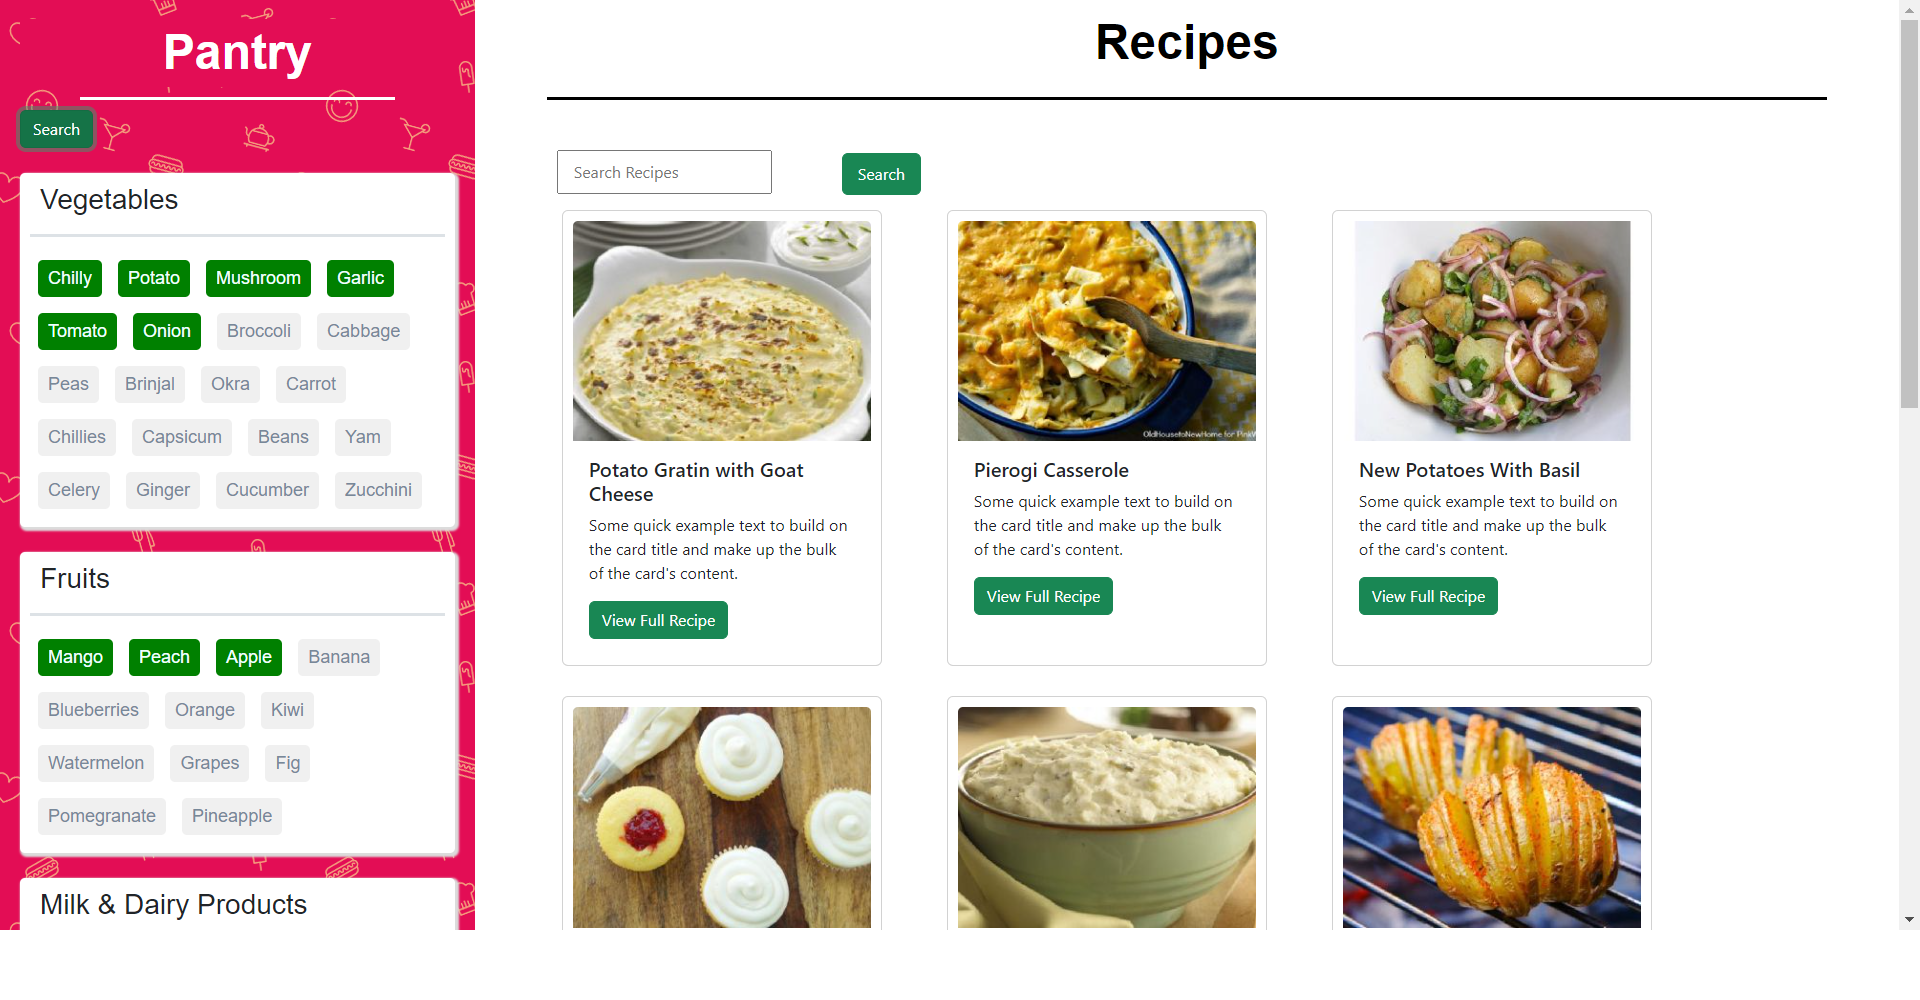 Pantry
Search
Vegetables
Chilly Potato Mushroom Garlic
Tomato Onion Broccoli Cabbage
Peas Brinjal Okra Carrot
Chillies Capsicum Beans Yam
Celery Ginger Cucumber Zucchini
Fruits
Mango Peach Apple Banana
Blueberries Orange Kiwi
Watermelon Grapes Fig
Pomegranate Pineapple
Milk & Dairy Products
Recipes
Search Recipes
Search
Potato Gratin with Goat
Cheese
Some quick example text to build on
the card title and make up the bulk
of the card's content.
View Full Recipe
OldHousetoNewHome for PinkW
Pierogi Casserole
Some quick example text to build on
the card title and make up the bulk
of the card's content.
View Full Recipe
New Potatoes With Basil
Some quick example text to build on
the card title and make up the bulk
of the card's content.
View Full Recipe